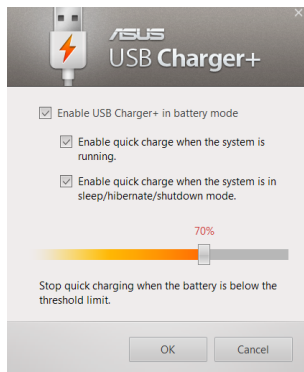 ASUS
USB Charger+
Enable USB Charger+ in battery mode
Enable quick charge when the system is
running.
Enable quick charge when the system is in
sleep/hibernate/shutdown mode.
70%
Stop quick charging when the battery is below the
threshold limit.
OK
Cancel